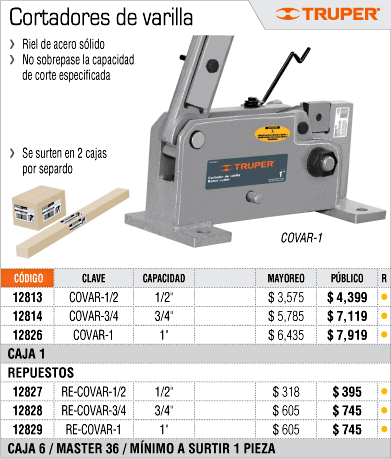 Cortadores de varilla
TRUPER®
Riel de acero sólido
No sobrepase la capacidad
de corte especificada
Se surten en 2 cajas
por separdo
TRUPER
Cortador de varilla
1"
COVAR-1
CÓDIGO CLAVE CAPACIDAD MAYOREO PÚBLICO R
12813 COVAR-1/2 1/2" $ 3,575 $ 4,399
12814 COVAR-3/4 3/4" $ 5,785 $ 7,119
12826 COVAR-1 1" $ 6,435 $ 7,919
CAJA 1
REPUESTOS
12827 RE-COVAR-1/2 1/2" $ 318 $ 395
12828 RE-COVAR-3/4 3/4" $ 605 $ 745
12829 RE-COVAR-1 1" $ 605 $ 745
CAJA 6 / MASTER 36 / MÍNIMO A SURTIR 1 PIEZA